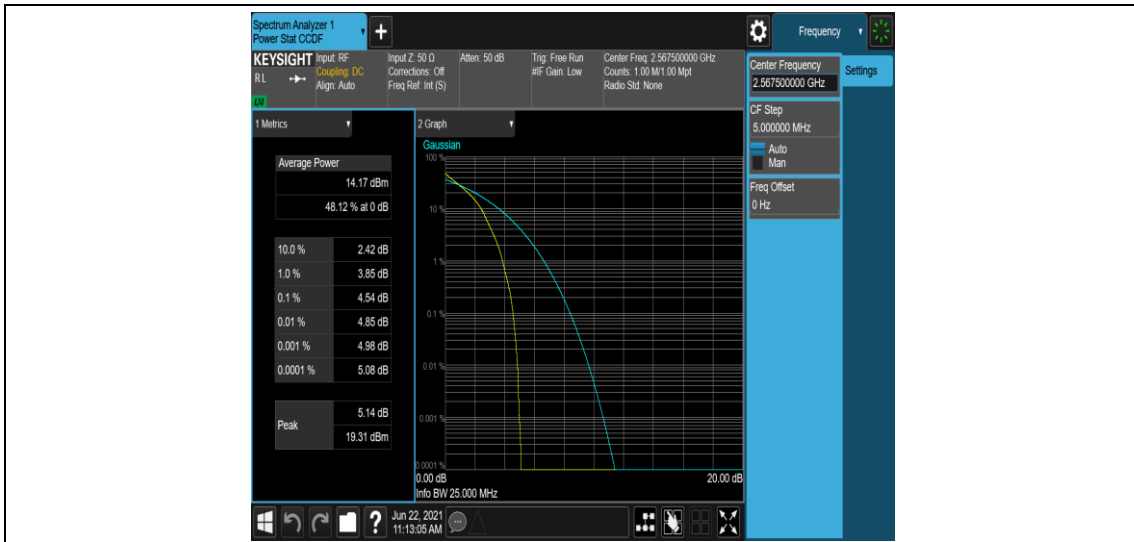 Spectrum Analyzer 1
Power Stat CCDF
+
Frequency
KEYSIGHT
RL
LXI
Input: RF
Coupling: DC
Align: Auto
Input Z: 50 Ω
Corrections: Off
Freq Ref: Int (S)
Atten: 50 dB
Trig: Free Run
#IF Gain: Low
Center Freq: 2.567500000 GHz
Counts: 1.00 M/1.00 Mpt
Radio Std: None
Center Frequency
2.567500000 GHz
Settings
CF Step
5.000000 MHz
Auto
Man
Freq Offset
0 Hz
1 Metrics
Average Power
14.17 dBm
48.12 % at 0 dB
10.0 % 2.42 dB
1.0 % 3.85 dB
0.1 % 4.54 dB
0.01 % 4.85 dB
0.001 % 4.98 dB
0.0001 % 5.08 dB
Peak
5.14 dB
19.31 dBm
2 Graph
Gaussian
100 %
10 %
1 %
0.1 %
0.01 %
0.001 %
0.0001 %
0.00 dB 20.00 dB
Info BW 25.000 MHz
?
Jun 22, 2021
11:13:05 AM